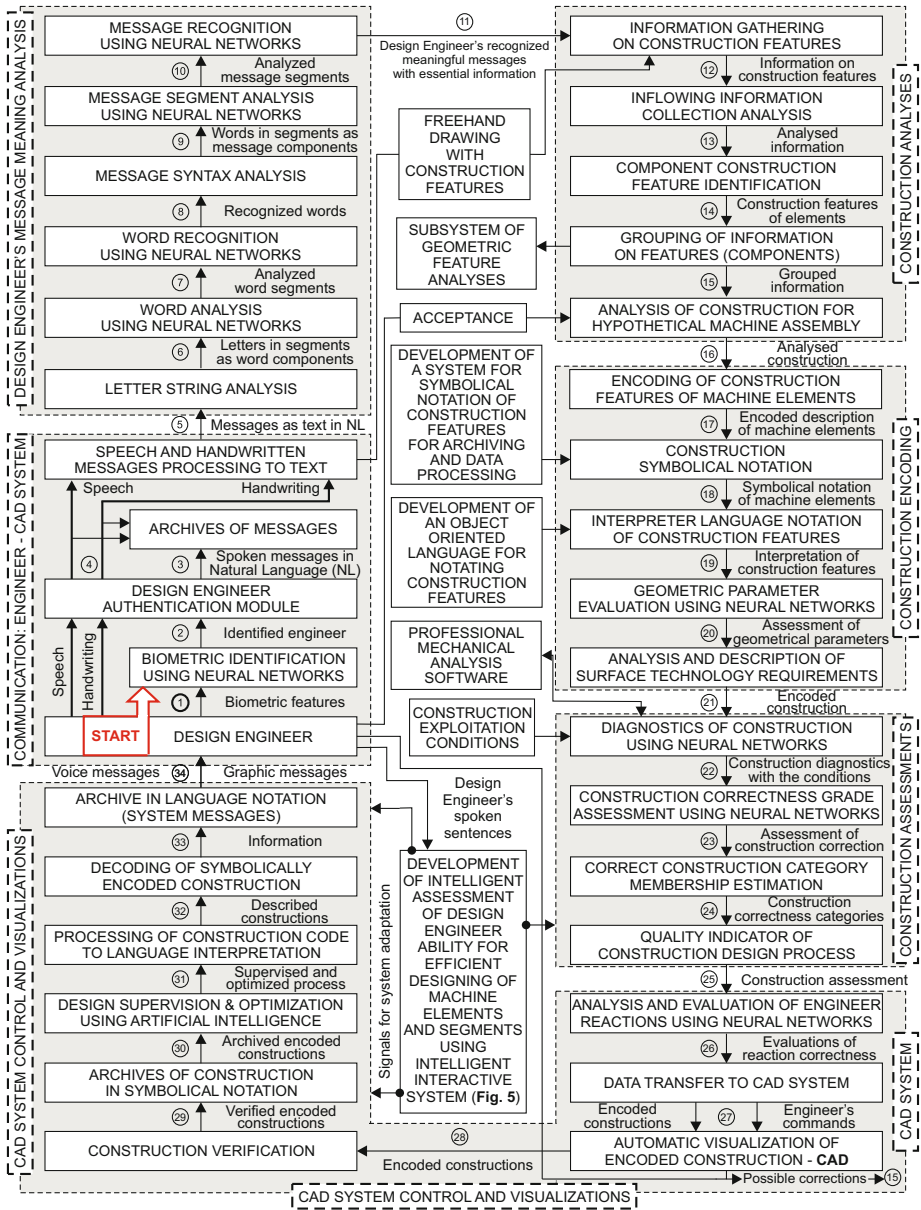 DESIGN ENGINEER'S MESSAGE MEANING ANALYSIS
MESSAGE RECOGNITION
USING NEURAL NETWORKS
10
Analyzed
message segments
MESSAGE SEGMENT ANALYSIS
USING NEURAL NETWORKS
9
Words in segments as
message components
MESSAGE SYNTAX ANALYSIS
8
Recognized words
WORD RECOGNITION
USING NEURAL NETWORKS
7
Analyzed
word segments
WORD ANALYSIS
USING NEURAL NETWORKS
6
Letters in segments
as word components
LETTER STRING ANALYSIS
5
Messages as text in NL
COMMUNICATION: ENGINEER - CAD SYSTEM
SPEECH AND HANDWRITTEN
MESSAGES PROCESSING TO TEXT
Speech
Handwriting
ARCHIVES OF MESSAGES
4
3
Spoken messages in
Natural Language (NL)
DESIGN ENGINEER
AUTHENTICATION MODULE
2
Identified engineer
Speech
Handwriting
BIOMETRIC IDENTIFICATION
USING NEURAL NETWORKS
1
Biometric features
START
DESIGN ENGINEER
Voice messages
34
Graphic messages
CAD SYSTEM CONTROL AND VISUALIZATIONS
ARCHIVE IN LANGUAGE NOTATION
(SYSTEM MESSAGES)
33
Information
DECODING OF SYMBOLICALLY
ENCODED CONSTRUCTION
32
Described
constructions
PROCESSING OF CONSTRUCTION CODE
TO LANGUAGE INTERPRETATION
31
Supervised and
optimized process
DESIGN SUPERVISION & OPTIMIZATION
USING ARTIFICIAL INTELLIGENCE
30
Archived encoded
constructions
ARCHIVES OF CONSTRUCTION
IN SYMBOLICAL NOTATION
29
Verified encoded
constructions
CONSTRUCTION VERIFICATION
28
Encoded constructions
CAD SYSTEM CONTROL AND VISUALIZATIONS
11
Design Engineer's recognized
meaningful messages
with essential information
FREEHAND
DRAWING
WITH
CONSTRUCTION
FEATURES
SUBSYSTEM OF
GEOMETRIC
FEATURE
ANALYSES
ACCEPTANCE
DEVELOPMENT OF
A SYSTEM FOR
SYMBOLICAL
NOTATION OF
CONSTRUCTION
FEATURES
FOR ARCHIVING
AND DATA
PROCESSING
DEVELOPMENT OF
AN OBJECT
ORIENTED
LANGUAGE FOR
NOTATING
CONSTRUCTION
FEATURES
PROFESSIONAL
MECHANICAL
ANALYSIS
SOFTWARE
CONSTRUCTION
EXPLOITATION
CONDITIONS
Design
Engineer's
spoken
sentences
Signals for system adaptation
DEVELOPMENT
OF INTELLIGENT
ASSESSMENT
OF DESIGN
ENGINEER
ABILITY FOR
EFFICIENT
DESIGNING OF
MACHINE
ELEMENTS
AND SEGMENTS
USING
INTELLIGENT
INTERACTIVE
SYSTEM (Fig. 5)
CONSTRUCTION ANALYSES
INFORMATION GATHERING
ON CONSTRUCTION FEATURES
12
Information on
construction features
INFLOWING INFORMATION
COLLECTION ANALYSIS
13
Analysed
information
COMPONENT CONSTRUCTION
FEATURE IDENTIFICATION
14
Construction features
of elements
GROUPING OF INFORMATION
ON FEATURES (COMPONENTS)
15
Grouped
information
ANALYSIS OF CONSTRUCTION FOR
HYPOTHETICAL MACHINE ASSEMBLY
16
Analysed
construction
CONSTRUCTION ENCODING
ENCODING OF CONSTRUCTION
FEATURES OF MACHINE ELEMENTS
17
Encoded description
of machine elements
CONSTRUCTION
SYMBOLICAL NOTATION
18
Symbolical notation
of machine elements
INTERPRETER LANGUAGE NOTATION
OF CONSTRUCTION FEATURES
19
Interpretation of
construction features
GEOMETRIC PARAMETER
EVALUATION USING NEURAL NETWORKS
20
Assessment of
geometrical parameters
ANALYSIS AND DESCRIPTION OF
SURFACE TECHNOLOGY REQUIREMENTS
21
Encoded
construction
CONSTRUCTION ASSESSMENTS
DIAGNOSTICS OF CONSTRUCTION
USING NEURAL NETWORKS
22
Construction diagnostics
with the conditions
CONSTRUCTION CORRECTNESS GRADE
ASSESSMENT USING NEURAL NETWORKS
23
Assessment of
construction correction
CORRECT CONSTRUCTION CATEGORY
MEMBERSHIP ESTIMATION
24
Construction
correctness categories
QUALITY INDICATOR OF
CONSTRUCTION DESIGN PROCESS
25
Construction assessment
CAD SYSTEM
ANALYSIS AND EVALUATION OF ENGINEER
REACTIONS USING NEURAL NETWORKS
26
Evaluations of
reaction correctness
DATA TRANSFER TO CAD SYSTEM
Encoded
constructions
27
Engineer's
commands
AUTOMATIC VISUALIZATION OF
ENCODED CONSTRUCTION - CAD
Possible corrections
15